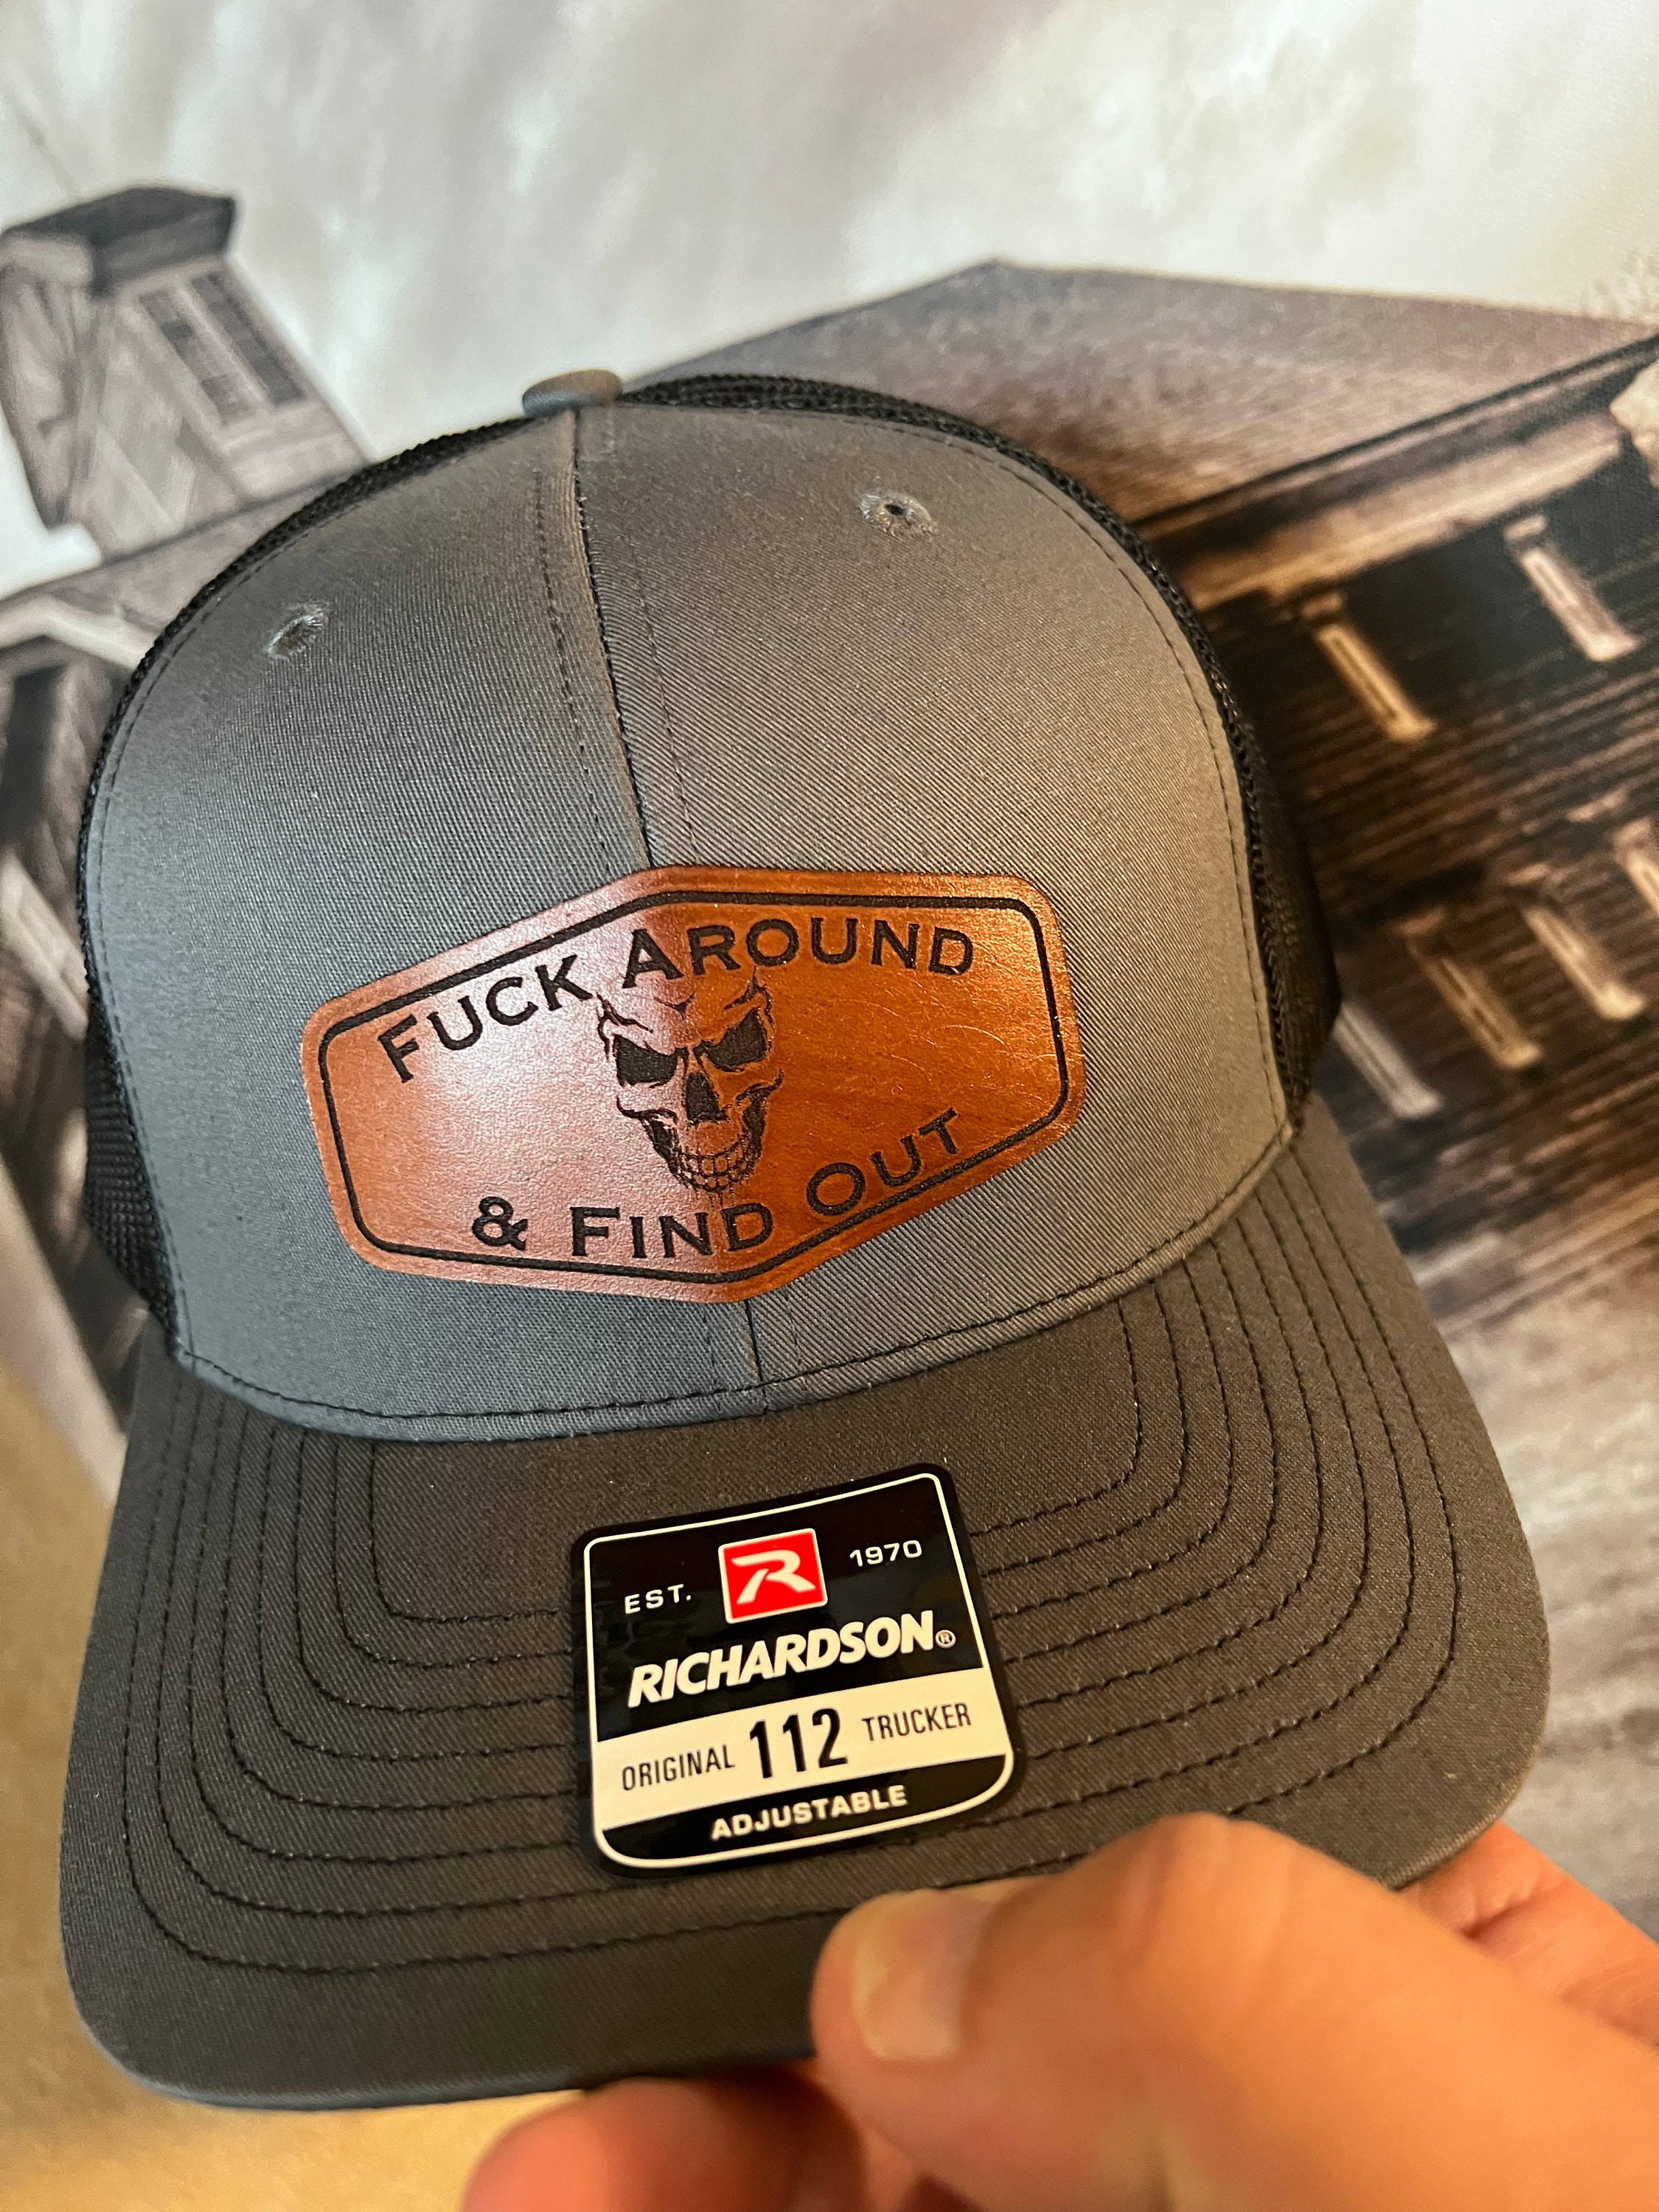 FUCK AROUND
& FIND OUT
EST. R 1970
RICHARDSON®
ORIGINAL 112 TRUCKER
ADJUSTABLE